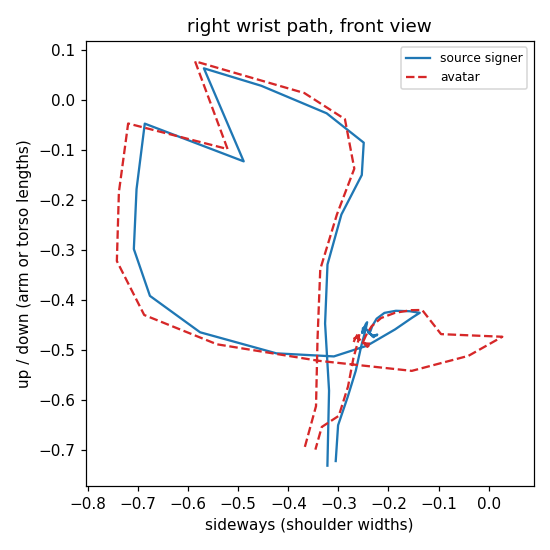 right wrist path, front view
source signer
avatar
up / down (arm or torso lengths)
0.1
0.0
−0.1
−0.2
−0.3
−0.4
−0.5
−0.6
−0.7
−0.8 −0.7 −0.6 −0.5 −0.4 −0.3 −0.2 −0.1 0.0
sideways (shoulder widths)